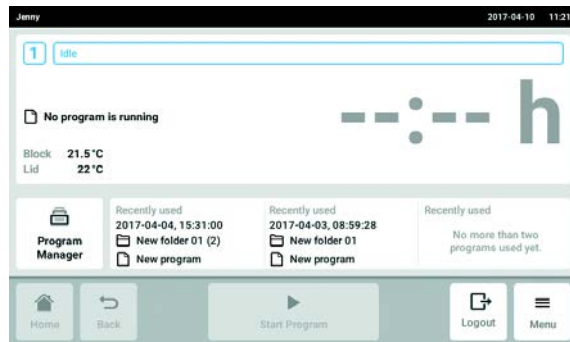 Jenny 2017-04-10 11:21
1 Idle
--:-- h
No program is running
Block 21.5°C
Lid 22°C
Program Manager
Recently used
2017-04-04, 15:31:00
New folder 01 (2)
New program
Recently used
2017-04-03, 08:59:28
New folder 01
New program
Recently used
No more than two
programs used yet.
Home
Back
Start Program
Logout
Menu